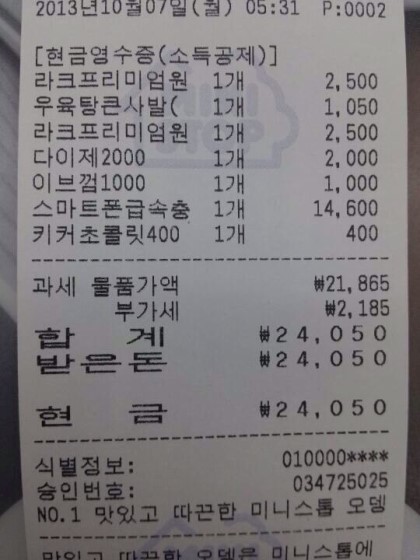 2013년10월07일(월) 05:31 P:0002
[현금영수증(소득공제)]
라크프리미엄원 1개 2,500
우육탕큰사발( 1개 1,050
라크프리미엄원 1개 2,500
다이제2000 1개 2,000
이브껌1000 1개 1,000
스마트폰급속충 1개 14,600
키커초콜릿400 1개 400
과세 물품가액 ₩21,865
부가세 ₩2,185
합 계 ₩24,050
받은돈 ₩24,050
현 금 ₩24,050
식별정보: 010000****
승인번호: 034725025
NO.1 맛있고 따끈한 미니스톱 오뎅
맛있고 따끈한 오뎅은 미니스톱에